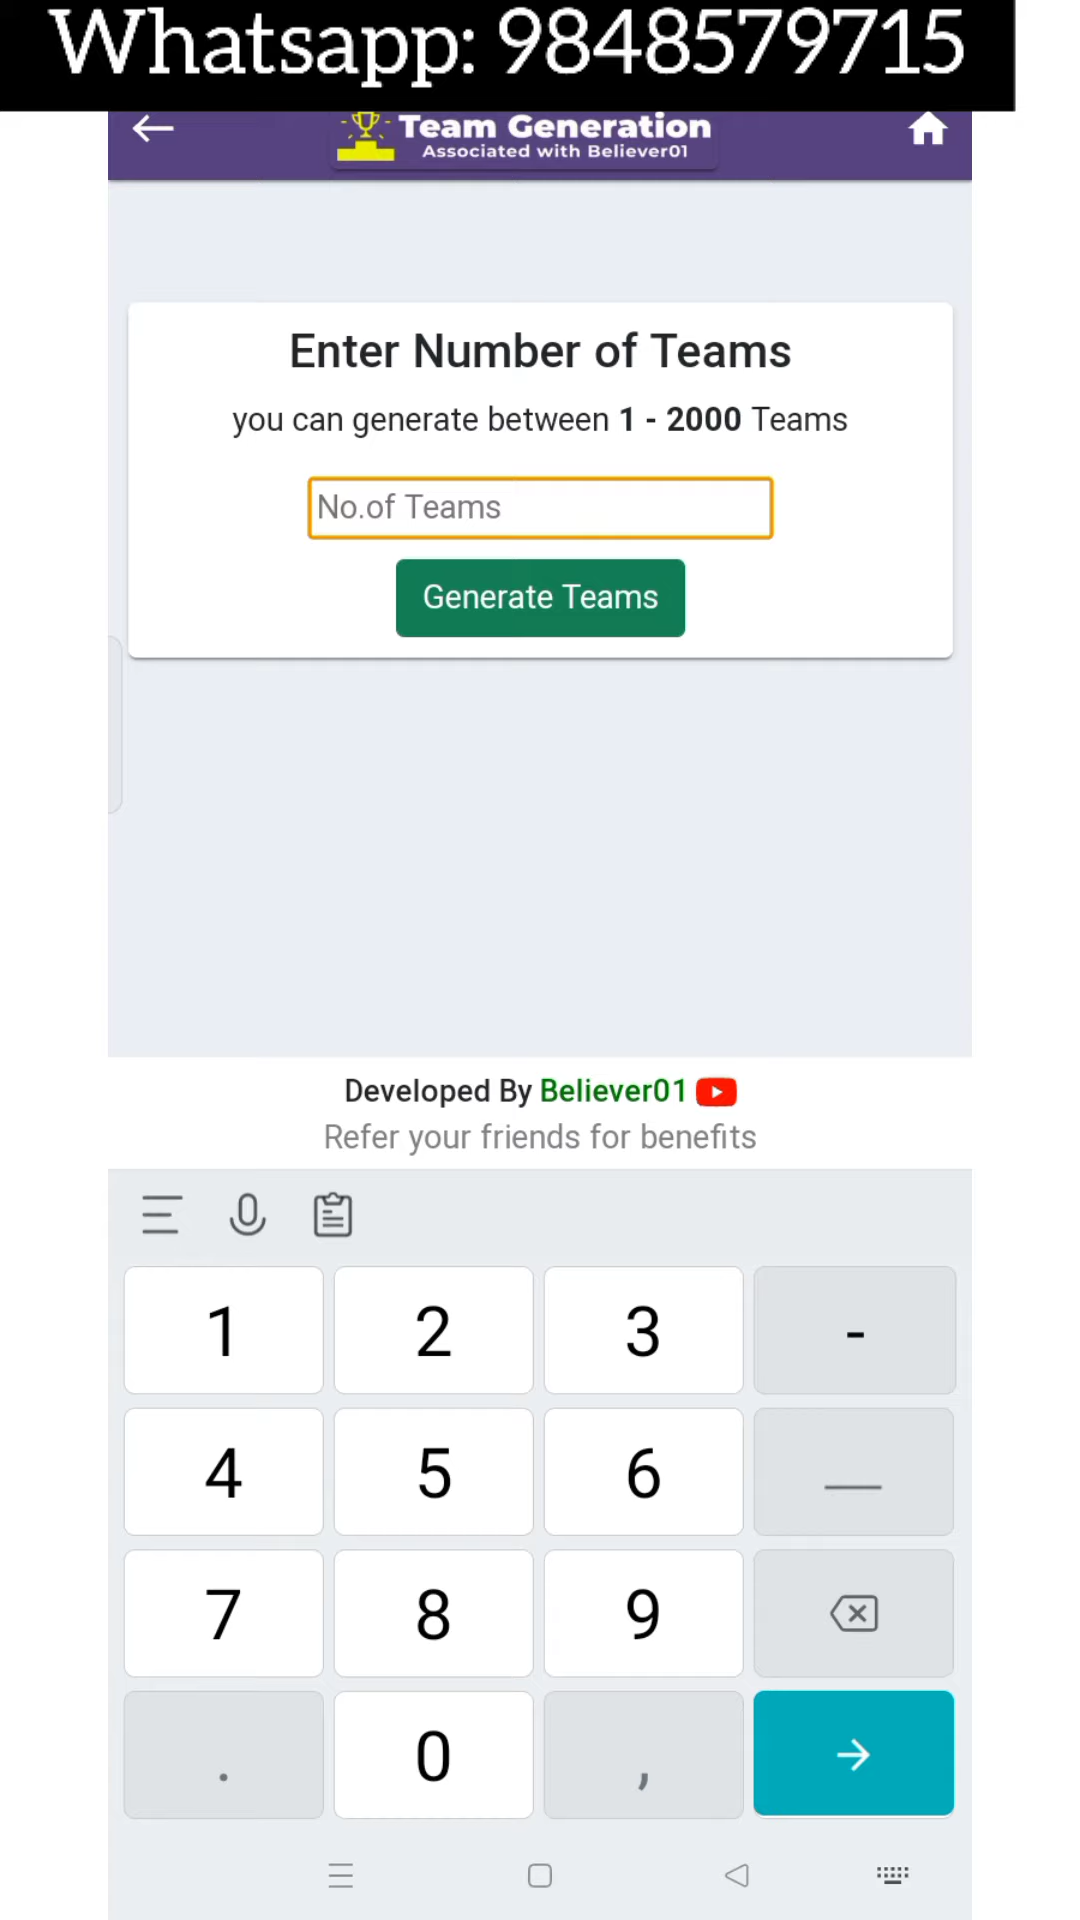 Whatsapp: 9848579715
Team Generation
Associated with Believer01
Enter Number of Teams
you can generate between 1 - 2000 Teams
No.of Teams
Generate Teams
Developed By Believer01
Refer your friends for benefits
1 2 3 -
4 5 6
7 8 9
. 0 ,